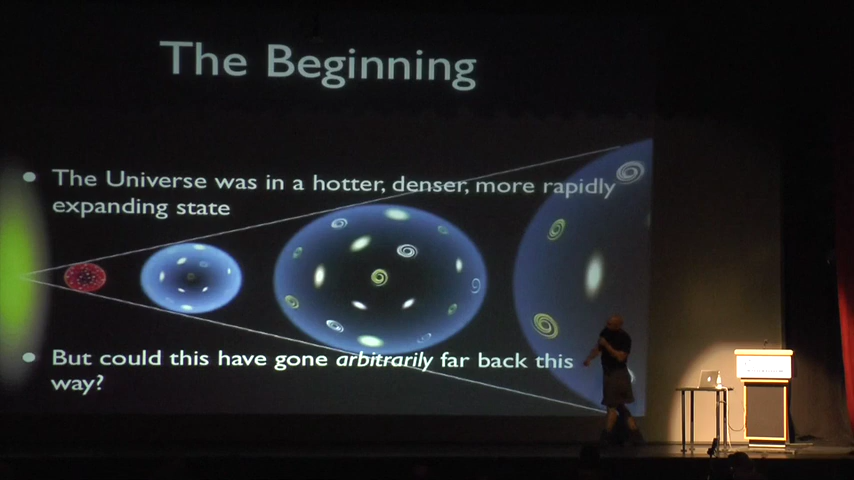 The Beginning
The Universe was in a hotter, denser, more rapidly
expanding state
But could this have gone arbitrarily far back this
way?